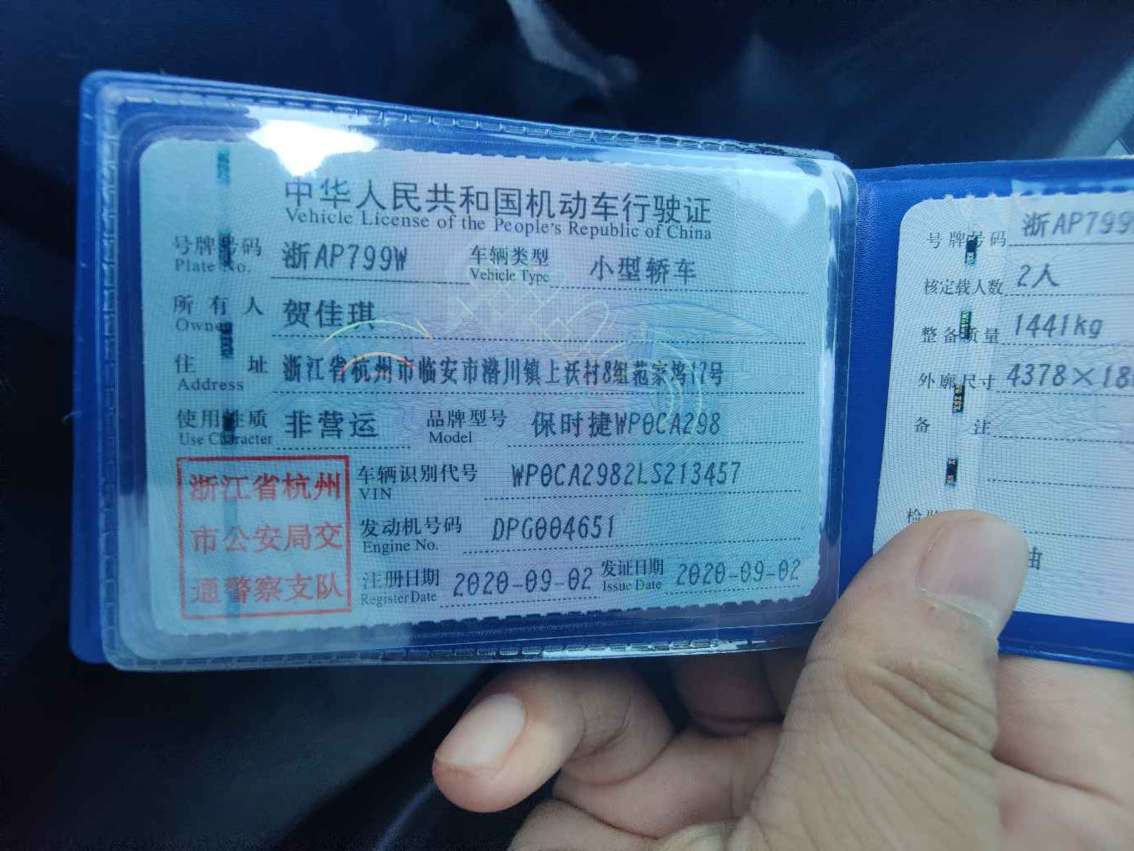 中华人民共和国机动车行驶证
Vehicle License of the People's Republic of China
号牌号码 浙AP799W 车辆类型 小型轿车
Plate No. Vehicle Type
所有人 贺佳琪
Owner
住址 浙江省杭州市临安市潜川镇上沃村8组范家塆17号
Address
使用性质 非营运 品牌型号 保时捷WP0CA298
Use Character Model
浙江省杭州
市公安局交
通警察支队
车辆识别代号 WP0CA2982LS213457
VIN
发动机号码 DPG004651
Engine No.
注册日期 2020-09-02 发证日期 2020-09-02
Register Date Issue Date
号牌号码 浙AP799
核定载人数 2人
整备质量 1441kg
外廓尺寸 4378×18
备注
油